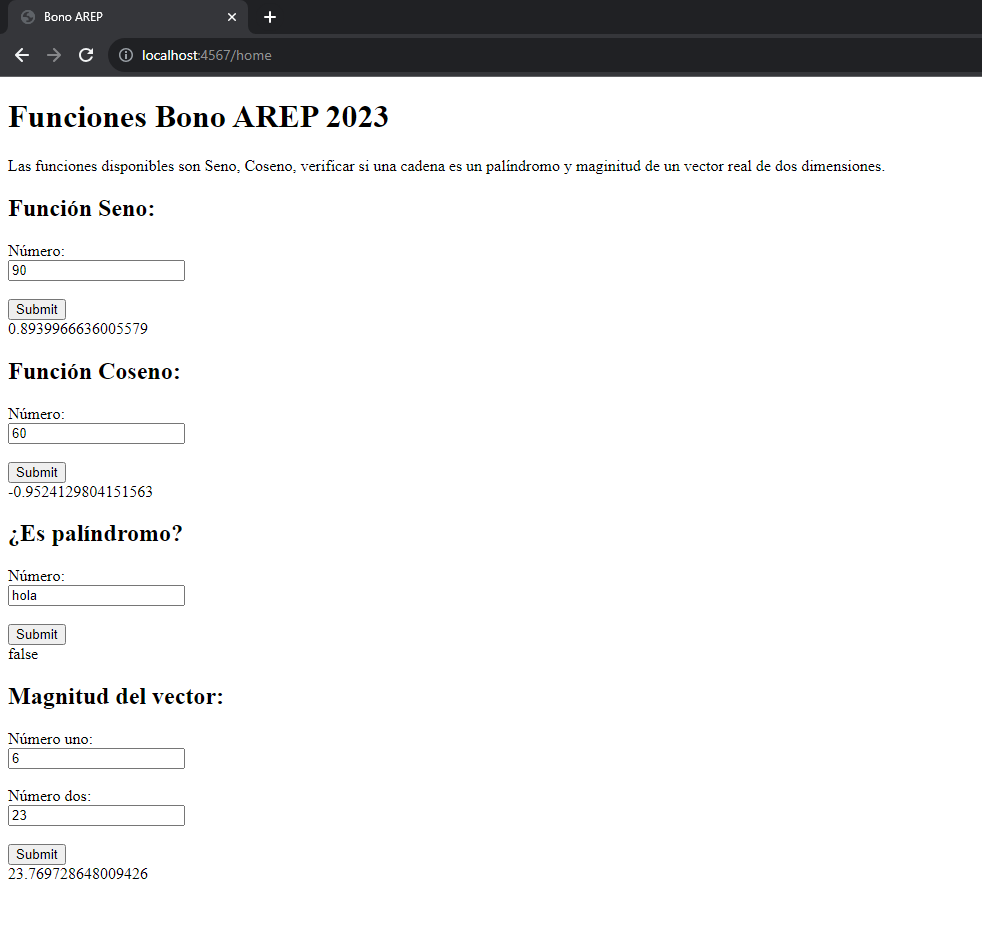 Bono AREP
localhost:4567/home
Funciones Bono AREP 2023
Las funciones disponibles son Seno, Coseno, verificar si una cadena es un palíndromo y maginitud de un vector real de dos dimensiones.
Función Seno:
Número:
90
Submit
0.8939966636005579
Función Coseno:
Número:
60
Submit
-0.9524129804151563
¿Es palíndromo?
Número:
hola
Submit
false
Magnitud del vector:
Número uno:
6
Número dos:
23
Submit
23.769728648009426